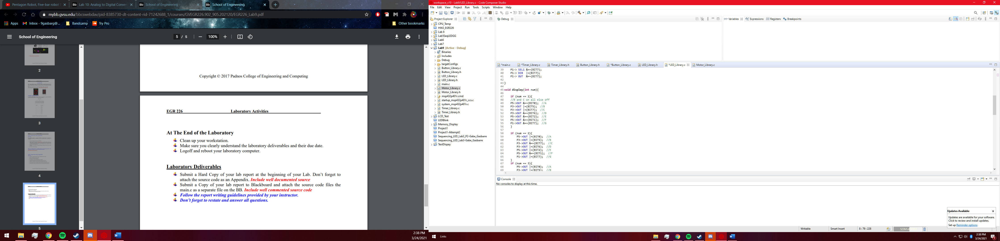 Pentagon Robot, Five-bar robot
Lab 10: Analog to Digital Conver
School of Engineering
School of Engineering
mybb.gvsu.edu/bbcswebdav/pid-8385730-dt-content-rid-71242688_1/courses/GVEGR226.902_905.202120/EGR226_Lab9.pdf
Apps
Inbox - 9gasbarg@...
Bandcamp
Try Pro
Other bookmarks
School of Engineering
5 / 5
100%
2
3
4
5
Copyright © 2017 Padnos College of Engineering and Computing
EGR 226 Laboratory Activities
At The End of the Laboratory
Clean up your workstation.
Make sure you clearly understand the laboratory deliverables and their due date.
Logoff and reboot your laboratory computer.
Laboratory Deliverables
Submit a Hard Copy of your lab report at the beginning of your Lab. Don't forget to
attach the source code as an Appendix. Include well documented source
Submit a Copy of your lab report to Blackboard and attach the source code files the
main.c as a separate file on the BB. Include well commented source code
Follow the report writing guidelines provided by your instructor.
Don't forget to restate and answer all questions.
2:38 PM
3/24/2021
workspace_v10 - Lab9/LED_Library.c - Code Composer Studio
File Edit View Project Run Tools Scripts Window Help
Project Explorer
CPU_Temp
HW2_EGR226
Lab 8
Lab5SeqLEDGG
Lab6
Lab7
Lab9 [Active - Debug]
Binaries
Includes
Debug
targetConfigs
Button_Library.c
Button_Library.h
LED_Library.c
LED_Library.h
main.c
Motor_Library.c
Motor_Library.h
msp432p401r.cmd
startup_msp432p401r_ccs.c
system_msp432p401r.c
Timer_Library.c
Timer_Library.h
LCD_Test
LEDBlink
Memory_Display
Project1
Project1-Attempt2
Sequencing_LED_Lab3_P2-Gabe_Gasbarre
Sequencing_LED_Lab3-Gabe_Gasbarre
TextDispay
Debug
(x)= Variables
Expressions
Registers
Breakpoints
*main.c
*Timer_Library.c
Timer_Library.h
Button_Library.h
*Button_Library.c
LED_Library.h
*LED_Library.c
Motor_Library.c
39 P1-> SEL1 &=~(BIT7);
40 P1-> DIR |=(BIT7);
41 P1-> OUT &=~(BIT7);
42
43 }
44
45 void display(int num){
46
47 if (num == 1){
48 //B and C on all else off
49 P5->OUT &=~(BIT0); //A
50 P3->OUT |=(BIT5); //B
51 P3->OUT |=(BIT7); //C
52 P3->OUT &=~(BIT6); //D
53 P5->OUT &=~(BIT2); //E
54 P5->OUT &=~(BIT1); //F
55 P1->OUT &=~(BIT7); //G
56 }
57
58 if (num == 2){
59 P5->OUT |=(BIT0); //A
60 P3->OUT |=(BIT5); //B
61 P3->OUT &=~(BIT7); //C
62 P3->OUT |=(BIT6); //D
63 P5->OUT |=(BIT2); //E
64 P5->OUT &=~(BIT1); //F
65 P1->OUT |=(BIT7); //G
66 }
67 if (num == 3){
68 P5->OUT |=(BIT0); //A
69 P3->OUT |=(BIT5); //B
Console
No consoles to display at this time.
Updates Available
Updates are available for your software.
Click to review and install updates.
Set up Reminder options
Writable
Smart Insert
8 : 79 : 228
523M of
Links
2:38 PM
3/24/2021
1